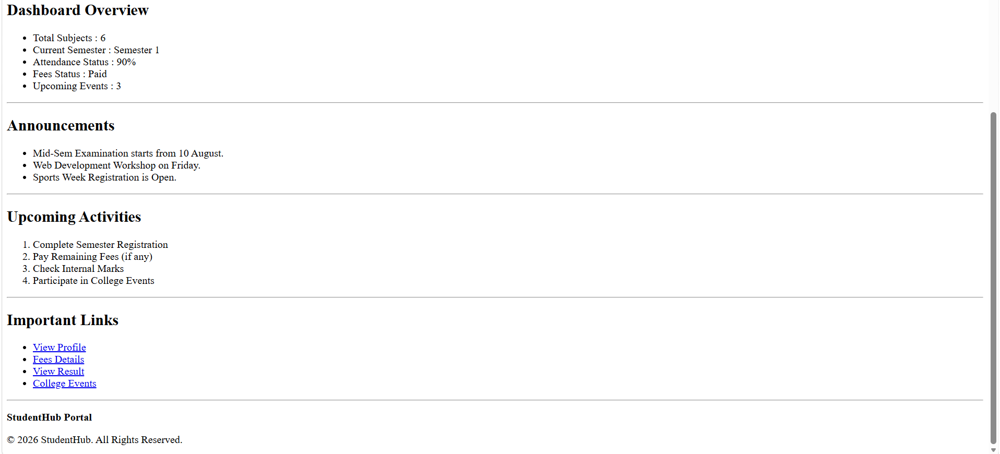 Dashboard Overview
• Total Subjects : 6
• Current Semester : Semester 1
• Attendance Status : 90%
• Fees Status : Paid
• Upcoming Events : 3
Announcements
• Mid-Sem Examination starts from 10 August.
• Web Development Workshop on Friday.
• Sports Week Registration is Open.
Upcoming Activities
1. Complete Semester Registration
2. Pay Remaining Fees (if any)
3. Check Internal Marks
4. Participate in College Events
Important Links
• View Profile
• Fees Details
• View Result
• College Events
StudentHub Portal
© 2026 StudentHub. All Rights Reserved.